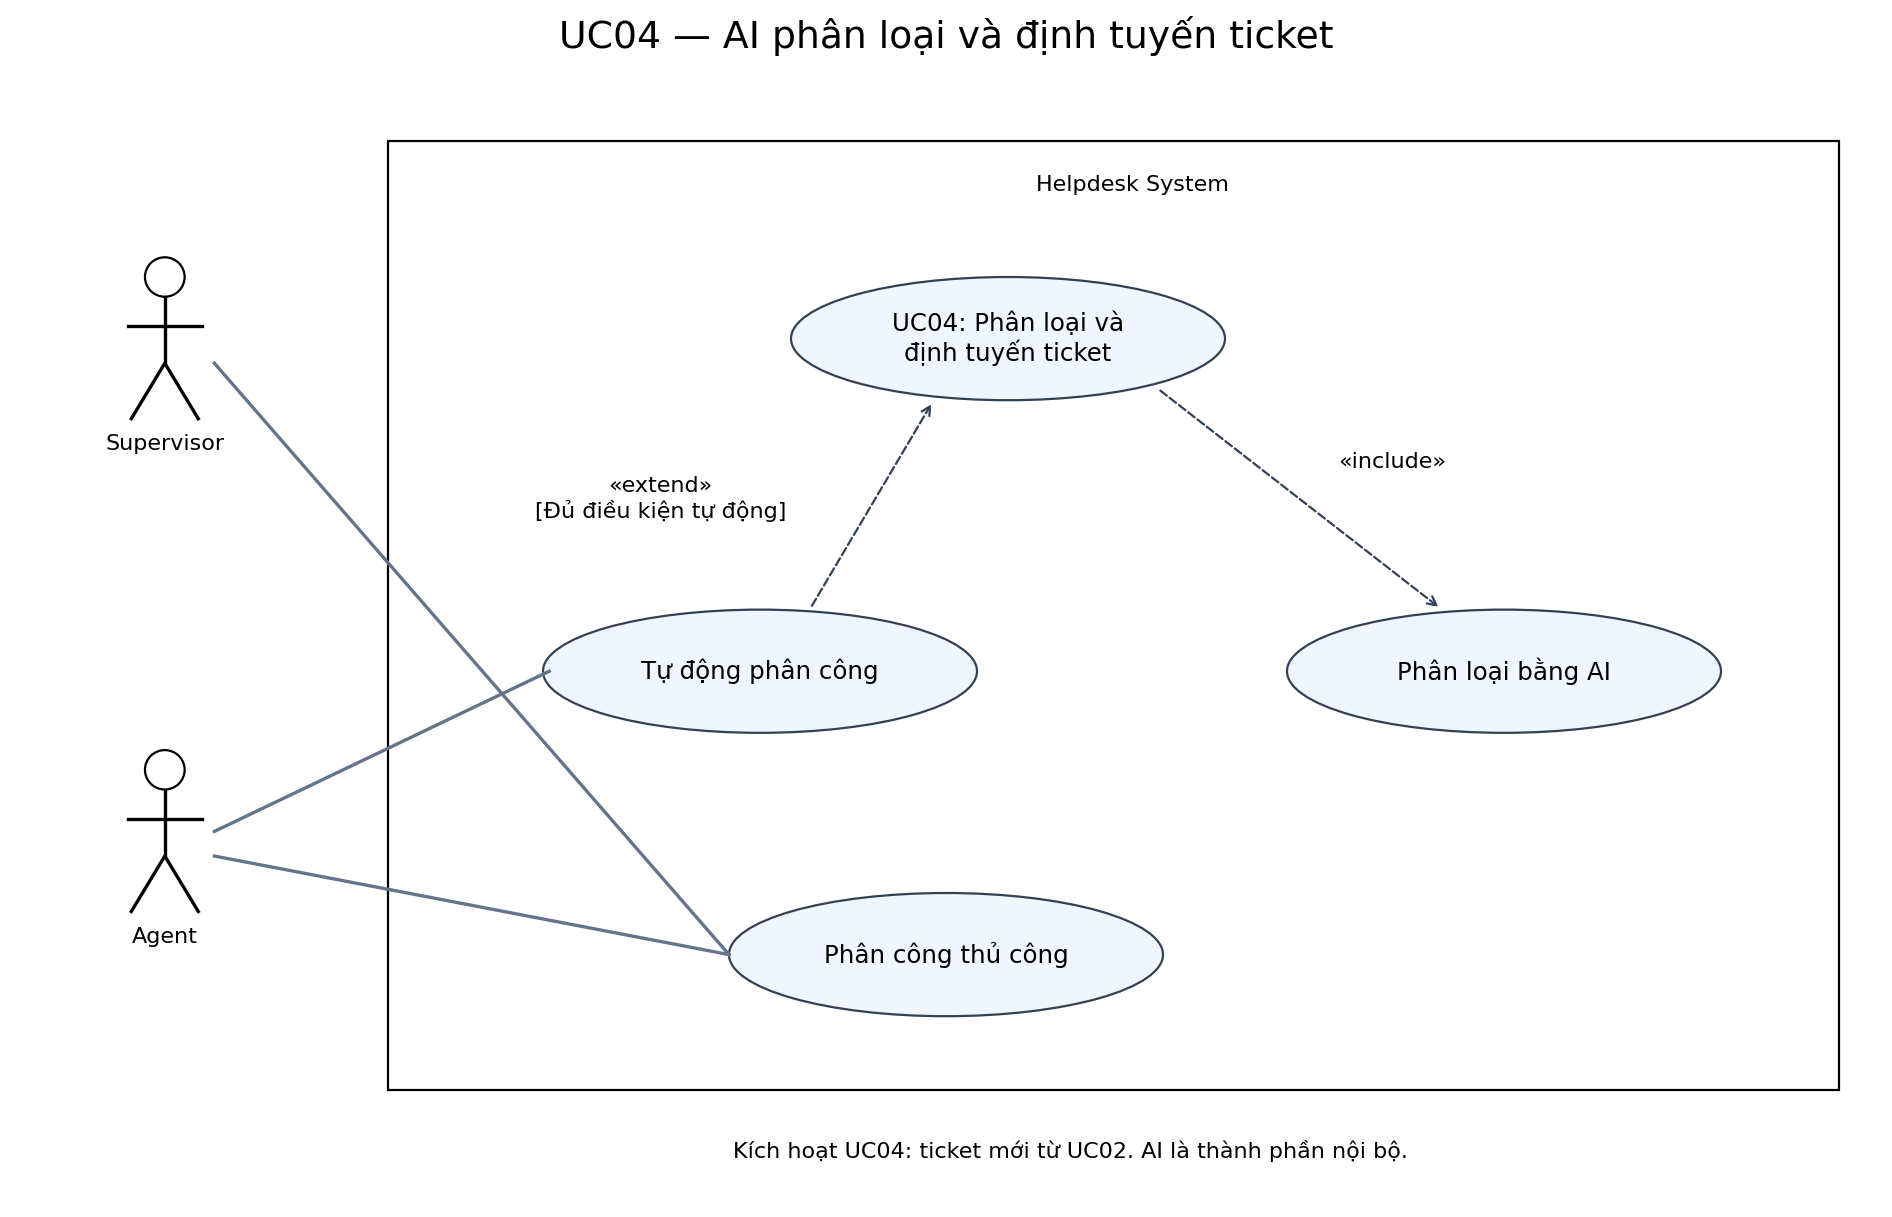 UC04 — AI phân loại và định tuyến ticket
Helpdesk System
UC04: Phân loại và
định tuyến ticket
Supervisor
«include»
«extend»
[Đủ điều kiện tự động]
Tự động phân công
Phân loại bằng AI
Agent
Phân công thủ công
Kích hoạt UC04: ticket mới từ UC02. AI là thành phần nội bộ.